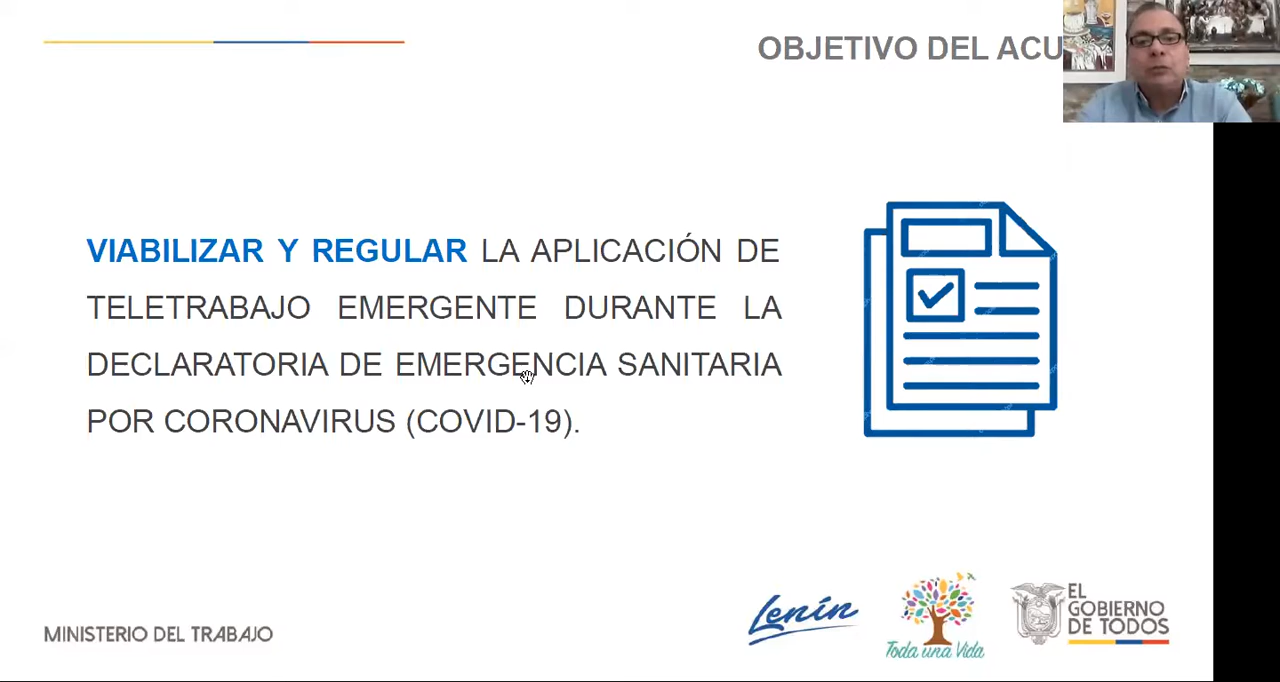 OBJETIVO DEL ACU
VIABILIZAR Y REGULAR LA APLICACIÓN DE
TELETRABAJO EMERGENTE DURANTE LA
DECLARATORIA DE EMERGENCIA SANITARIA
POR CORONAVIRUS (COVID-19).
MINISTERIO DEL TRABAJO
Lenín
Toda una Vida
EL
GOBIERNO
DE TODOS